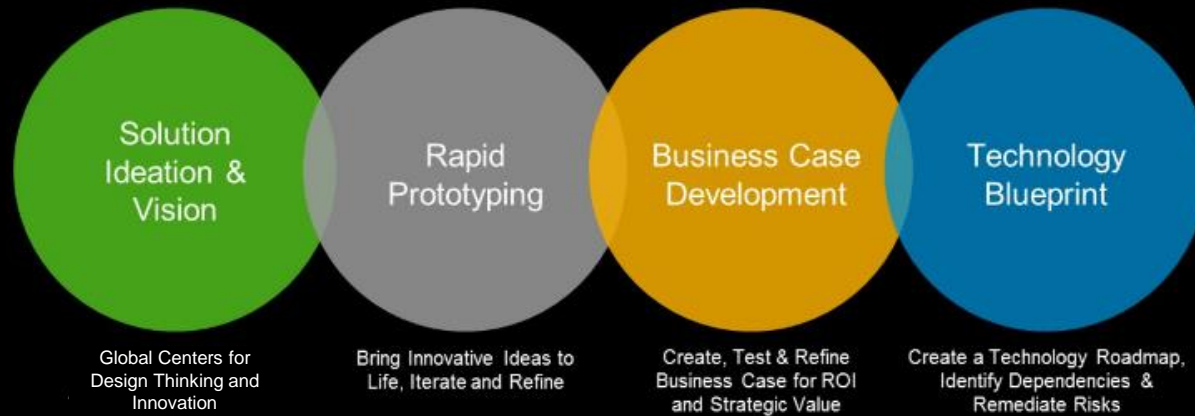 Solution
Ideation &
Vision
Rapid
Prototyping
Business Case
Development
Technology
Blueprint
Global Centers for
Design Thinking and
Innovation
Bring Innovative Ideas to
Life, Iterate and Refine
Create, Test & Refine
Business Case for ROI
and Strategic Value
Create a Technology Roadmap,
Identify Dependencies &
Remediate Risks